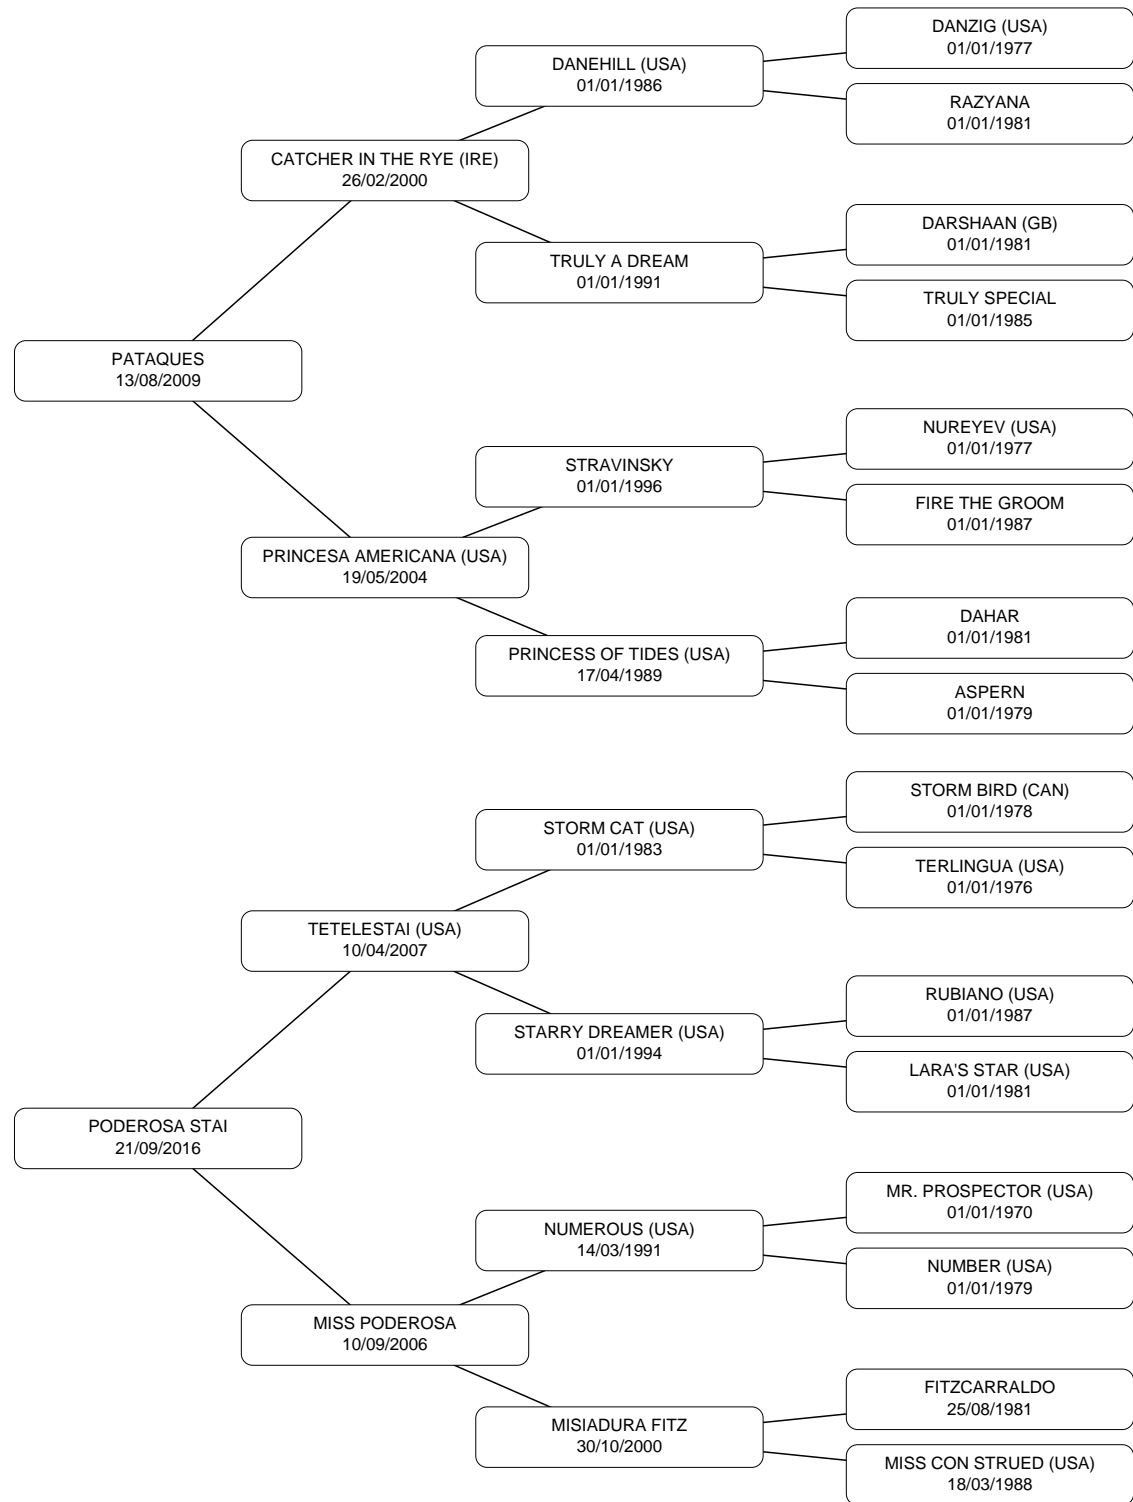 DANZIG (USA)
01/01/1977
DANEHILL (USA)
01/01/1986
RAZYANA
01/01/1981
CATCHER IN THE RYE (IRE)
26/02/2000
DARSHAAN (GB)
01/01/1981
TRULY A DREAM
01/01/1991
TRULY SPECIAL
01/01/1985
PATAQUES
13/08/2009
NUREYEV (USA)
01/01/1977
STRAVINSKY
01/01/1996
FIRE THE GROOM
01/01/1987
PRINCESA AMERICANA (USA)
19/05/2004
DAHAR
01/01/1981
PRINCESS OF TIDES (USA)
17/04/1989
ASPERN
01/01/1979
STORM BIRD (CAN)
01/01/1978
STORM CAT (USA)
01/01/1983
TERLINGUA (USA)
01/01/1976
TETELESTAI (USA)
10/04/2007
RUBIANO (USA)
01/01/1987
STARRY DREAMER (USA)
01/01/1994
LARA'S STAR (USA)
01/01/1981
PODEROSA STAI
21/09/2016
MR. PROSPECTOR (USA)
01/01/1970
NUMEROUS (USA)
14/03/1991
NUMBER (USA)
01/01/1979
MISS PODEROSA
10/09/2006
FITZCARRALDO
25/08/1981
MISIADURA FITZ
30/10/2000
MISS CON STRUED (USA)
18/03/1988